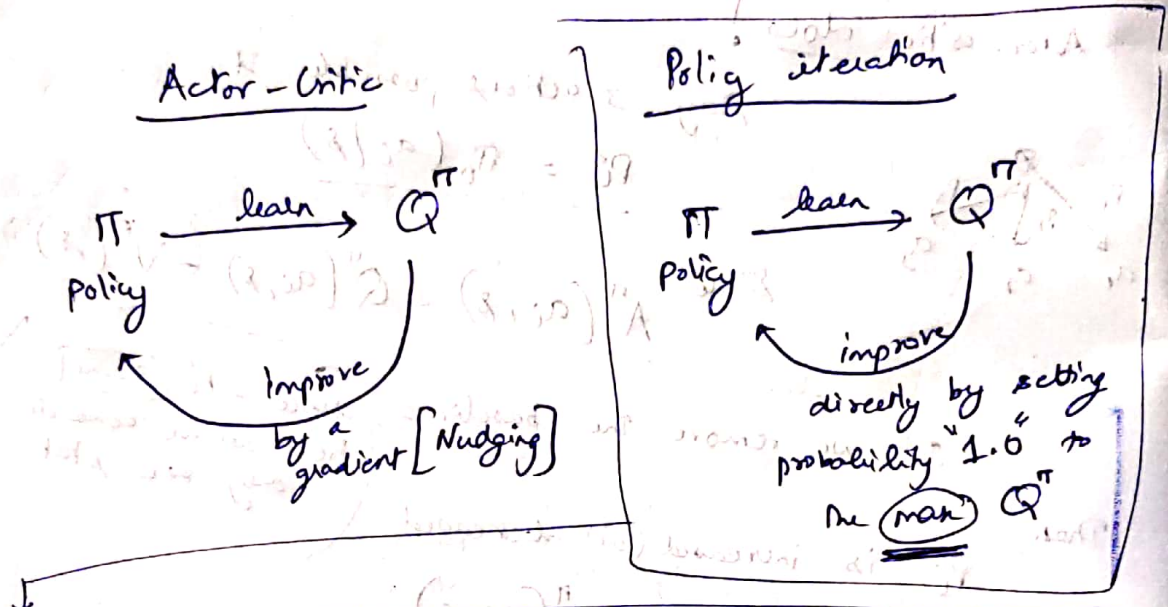 Actor-Critic
π learn Q^π
policy
Improve
by a
gradient [Nudging]
Policy iteration
π learn Q^π
policy
improve
directly by setting
probability "1.0" to
the max Q^π